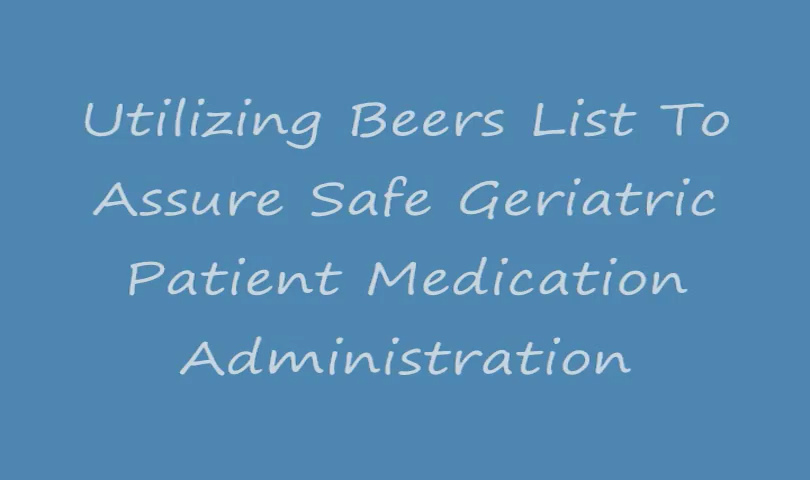 Utilizing Beers List To
Assure Safe Geriatric
Patient Medication
Administration